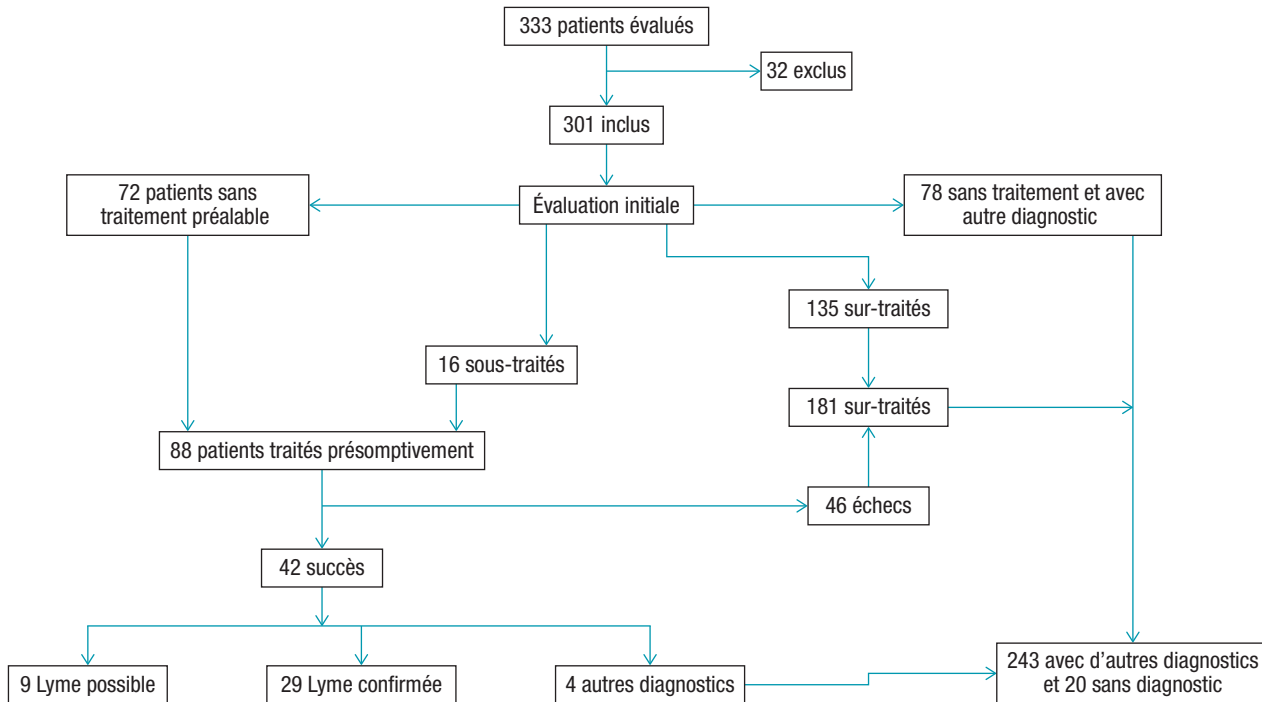 333 patients évalués
32 exclus
301 inclus
72 patients sans
traitement préalable
Évaluation initiale
78 sans traitement et avec
autre diagnostic
135 sur-traités
16 sous-traités
181 sur-traités
88 patients traités présomptivement
46 échecs
42 succès
9 Lyme possible
29 Lyme confirmée
4 autres diagnostics
243 avec d'autres diagnostics
et 20 sans diagnostic